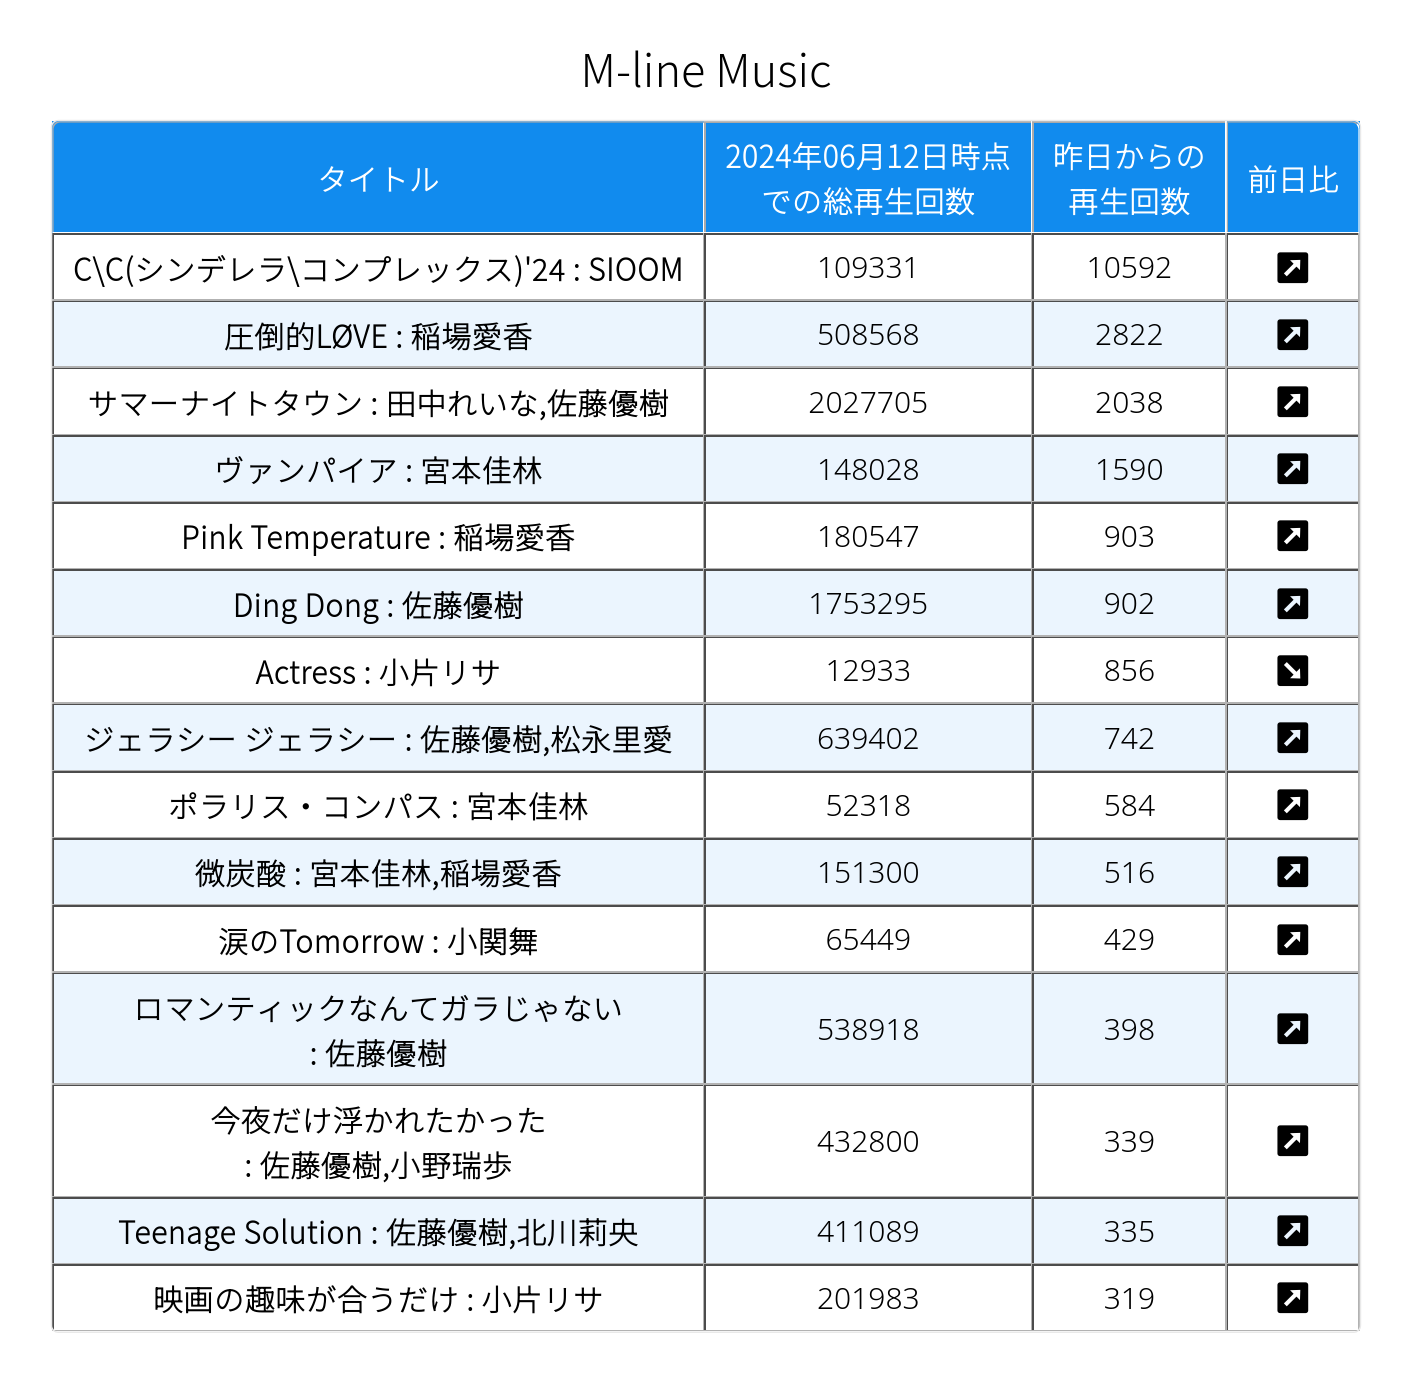 M-line Music
タイトル
2024年06月12日時点
での総再生回数
昨日からの
再生回数
前日比
C\C(シンデレラ\コンプレックス)'24 : SIOOM 109331 10592
圧倒的LØVE : 稲場愛香 508568 2822
サマーナイトタウン : 田中れいな,佐藤優樹 2027705 2038
ヴァンパイア : 宮本佳林 148028 1590
Pink Temperature : 稲場愛香 180547 903
Ding Dong : 佐藤優樹 1753295 902
Actress : 小片リサ 12933 856
ジェラシー ジェラシー : 佐藤優樹,松永里愛 639402 742
ポラリス・コンパス : 宮本佳林 52318 584
微炭酸 : 宮本佳林,稲場愛香 151300 516
涙のTomorrow : 小関舞 65449 429
ロマンティックなんてガラじゃない
: 佐藤優樹 538918 398
今夜だけ浮かれたかった
: 佐藤優樹,小野瑞歩 432800 339
Teenage Solution : 佐藤優樹,北川莉央 411089 335
映画の趣味が合うだけ : 小片リサ 201983 319